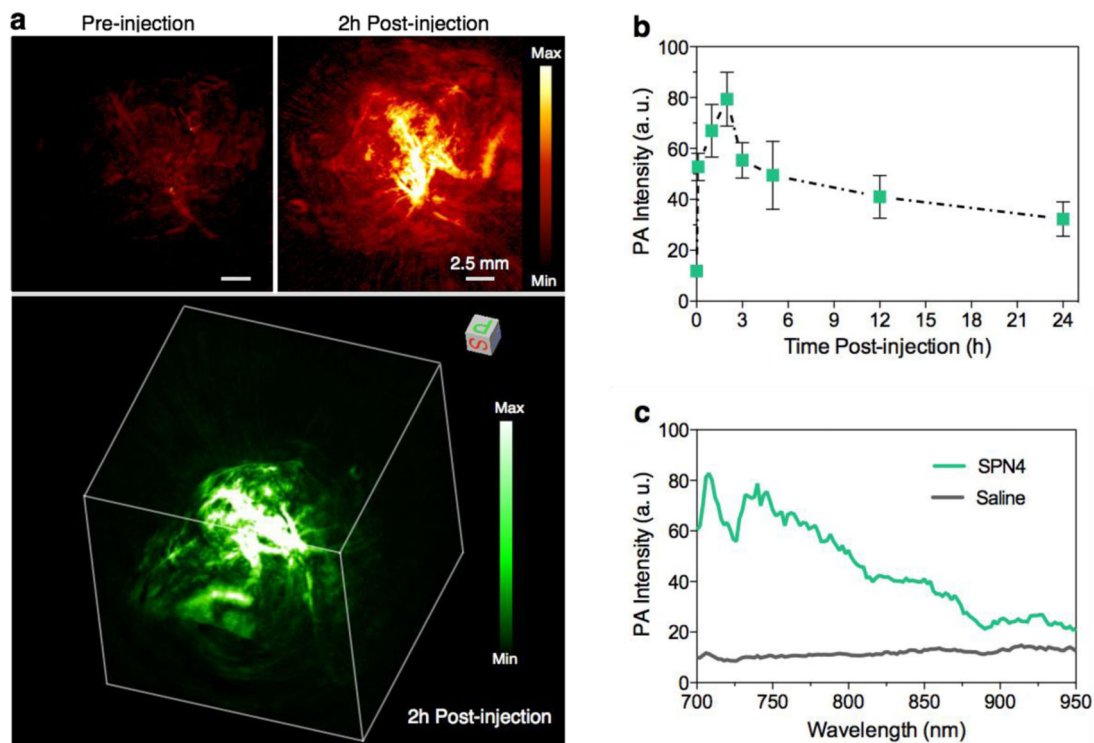 a
Pre-injection
2h Post-injection
Max
Min
2.5 mm
P
S
Max
Min
2h Post-injection
b
PA Intensity (a. u.)
100
80
60
40
20
0
0 3 6 9 12 15 18 21 24
Time Post-injection (h)
c
PA Intensity (a. u.)
100
80
60
40
20
0
SPN4
Saline
700 750 800 850 900 950
Wavelength (nm)